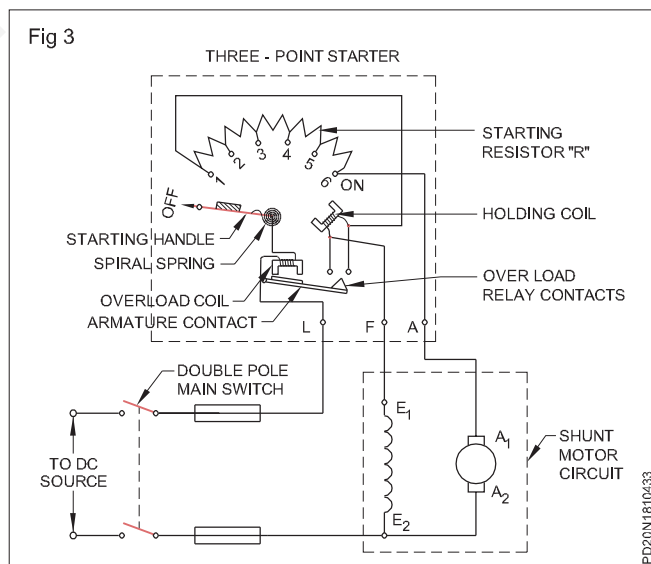 Fig 3
THREE - POINT STARTER
STARTING
RESISTOR "R"
1
2
3
4
5
6
ON
OFF
HOLDING COIL
STARTING HANDLE
SPIRAL SPRING
OVERLOAD COIL
ARMATURE CONTACT
OVER LOAD
RELAY CONTACTS
L
F
A
DOUBLE POLE
MAIN SWITCH
TO DC
SOURCE
E1
E2
A1
A2
SHUNT
MOTOR
CIRCUIT
PD20N1810433